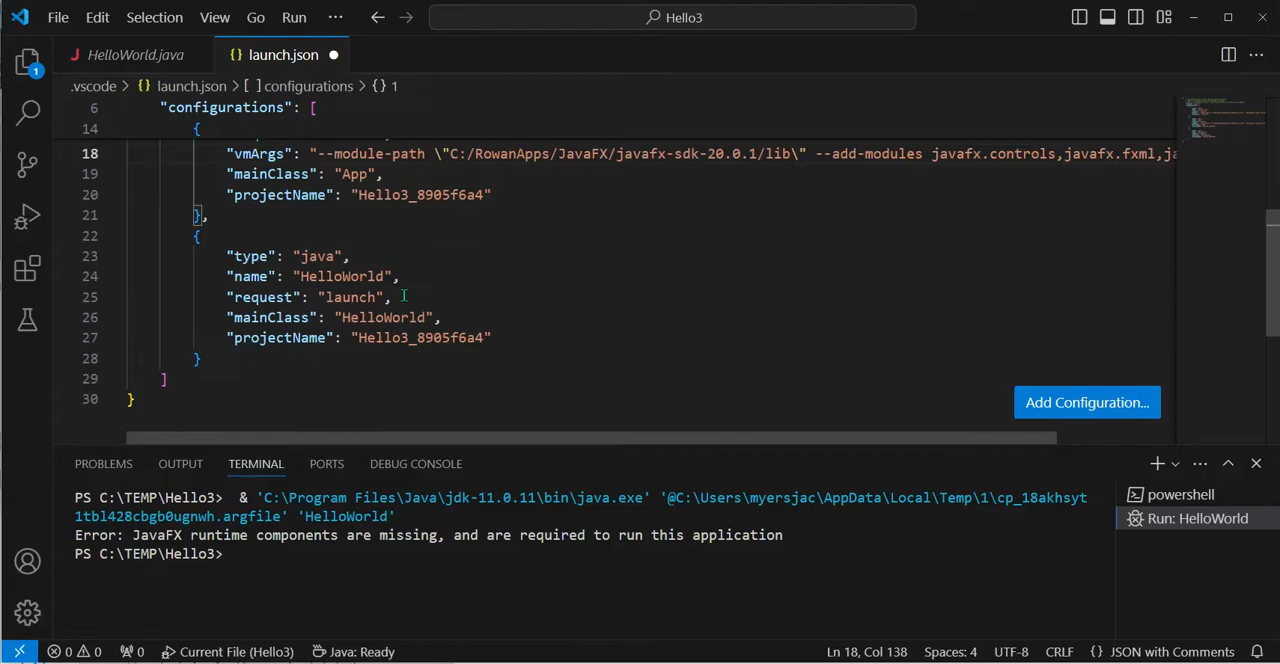 File Edit Selection View Go Run ··· Hello3
HelloWorld.java {} launch.json
.vscode > {} launch.json > [ ] configurations > {} 1
6 "configurations": [
14 {
18 "vmArgs": "--module-path \"C:/RowanApps/JavaFX/javafx-sdk-20.0.1/lib\" --add-modules javafx.controls,javafx.fxml,ja
19 "mainClass": "App",
20 "projectName": "Hello3_8905f6a4"
21 },
22 {
23 "type": "java",
24 "name": "HelloWorld",
25 "request": "launch",
26 "mainClass": "HelloWorld",
27 "projectName": "Hello3_8905f6a4"
28 }
29 ]
30 }
Add Configuration...
1
PROBLEMS OUTPUT TERMINAL PORTS DEBUG CONSOLE
PS C:\TEMP\Hello3> & 'C:\Program Files\Java\jdk-11.0.11\bin\java.exe' '@C:\Users\myersjac\AppData\Local\Temp\1\cp_18akhsyt
1tbl428cbgb0ugnwh.argfile' 'HelloWorld'
Error: JavaFX runtime components are missing, and are required to run this application
PS C:\TEMP\Hello3>
powershell
Run: HelloWorld
0 0 0 Current File (Hello3) Java: Ready Ln 18, Col 138 Spaces: 4 UTF-8 CRLF {} JSON with Comments